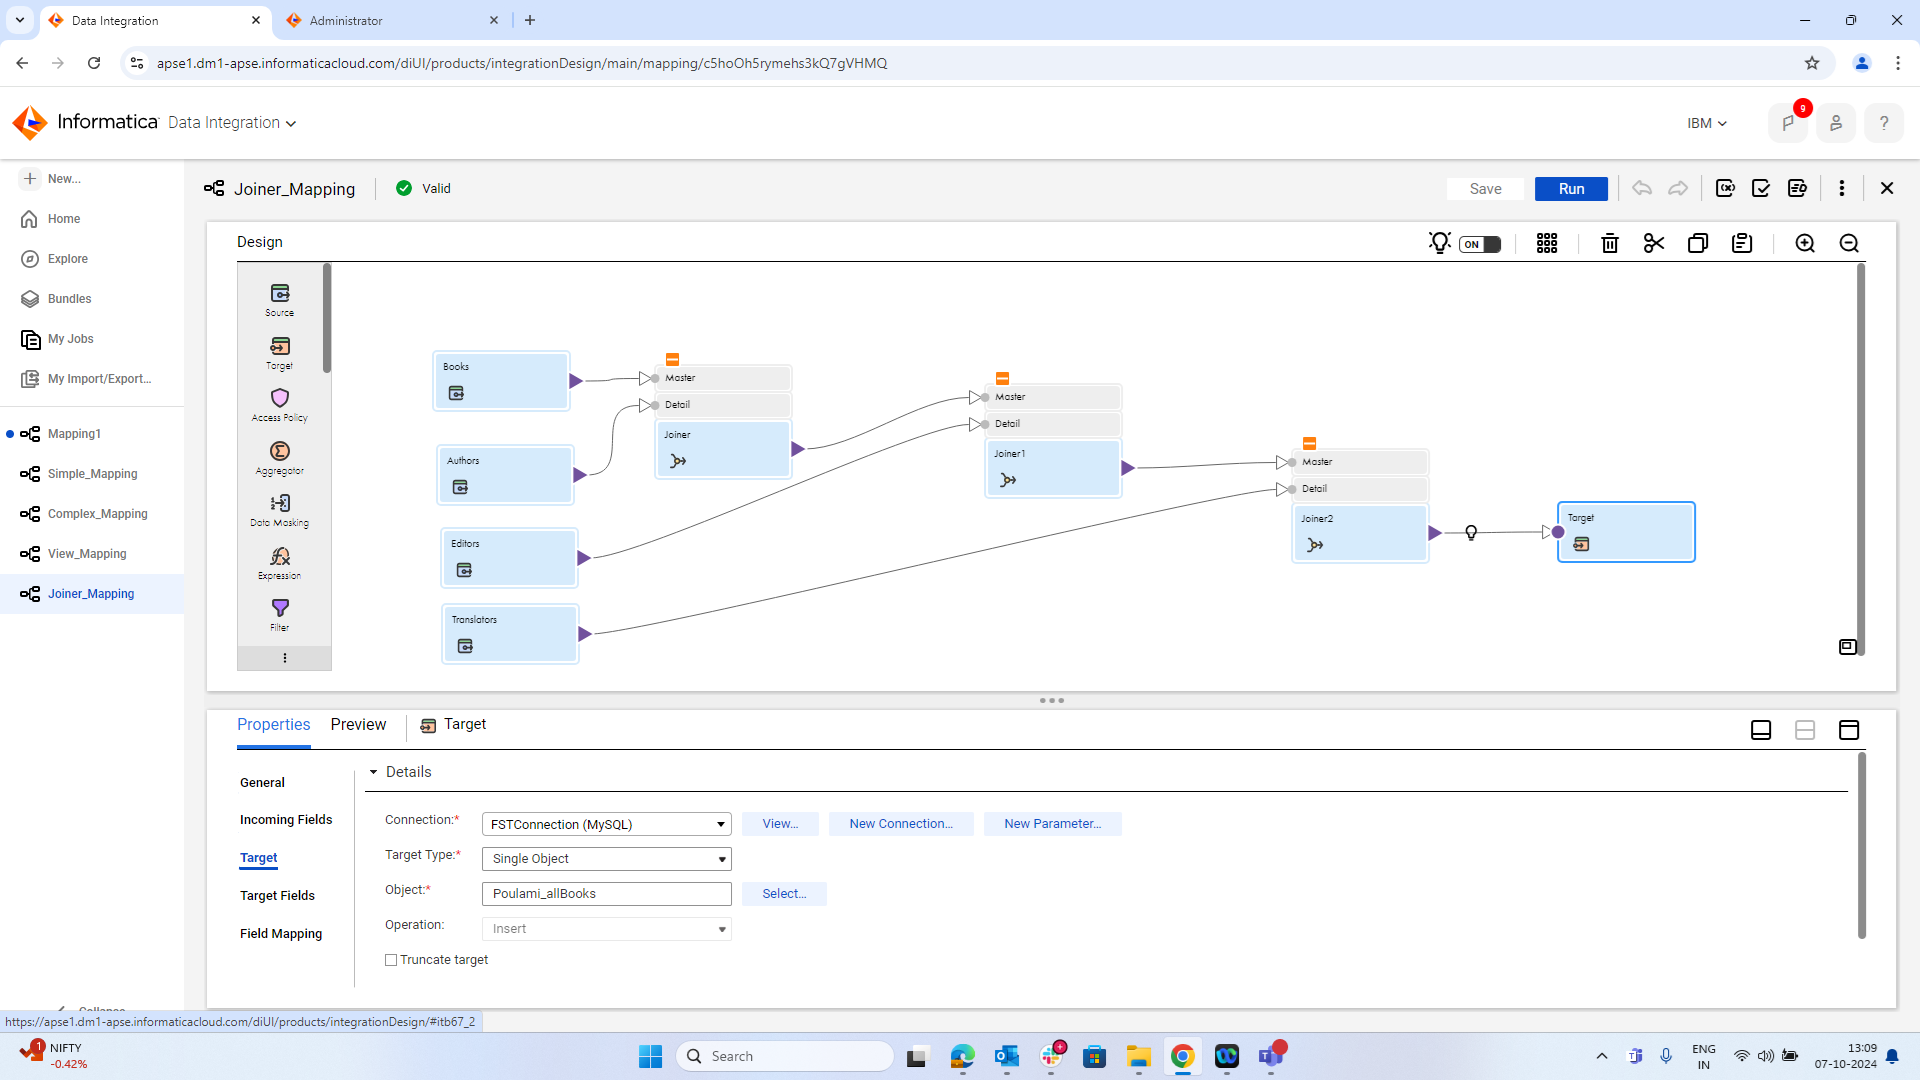 Data Integration
Administrator
apse1.dm1-apse.informaticacloud.com/diUI/products/integrationDesign/main/mapping/c5hoOh5rymehs3kQ7gVHMQ
Informatica Data Integration
IBM
9
?
New...
Home
Explore
Bundles
My Jobs
My Import/Export...
Mapping1
Simple_Mapping
Complex_Mapping
View_Mapping
Joiner_Mapping
Joiner_Mapping
Valid
Save
Run
Design
ON
Source
Target
Access Policy
Aggregator
Data Masking
Expression
Filter
Books
Authors
Editors
Translators
Master
Detail
Joiner
Master
Detail
Joiner1
Master
Detail
Joiner2
Target
Properties
Preview
Target
General
Incoming Fields
Target
Target Fields
Field Mapping
Details
Connection:* FSTConnection (MySQL) View... New Connection... New Parameter...
Target Type:* Single Object
Object:* Poulami_allBooks Select...
Operation: Insert
Truncate target
Collapse
https://apse1.dm1-apse.informaticacloud.com/diUI/products/integrationDesign/#itb67_2
1
NIFTY
-0.42%
Search
ENG
IN
13:09
07-10-2024